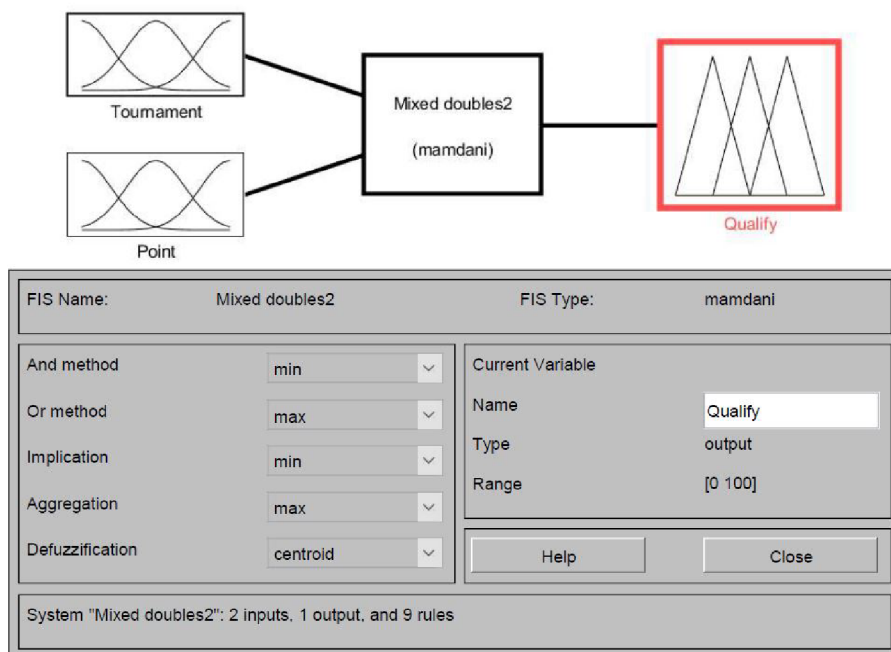 Tournament
Mixed doubles2
(mamdani)
Point
Qualify
FIS Name: Mixed doubles2 FIS Type: mamdani
And method min
Or method max
Implication min
Aggregation max
Defuzzification centroid
Current Variable
Name Qualify
Type output
Range [0 100]
Help Close
System "Mixed doubles2": 2 inputs, 1 output, and 9 rules